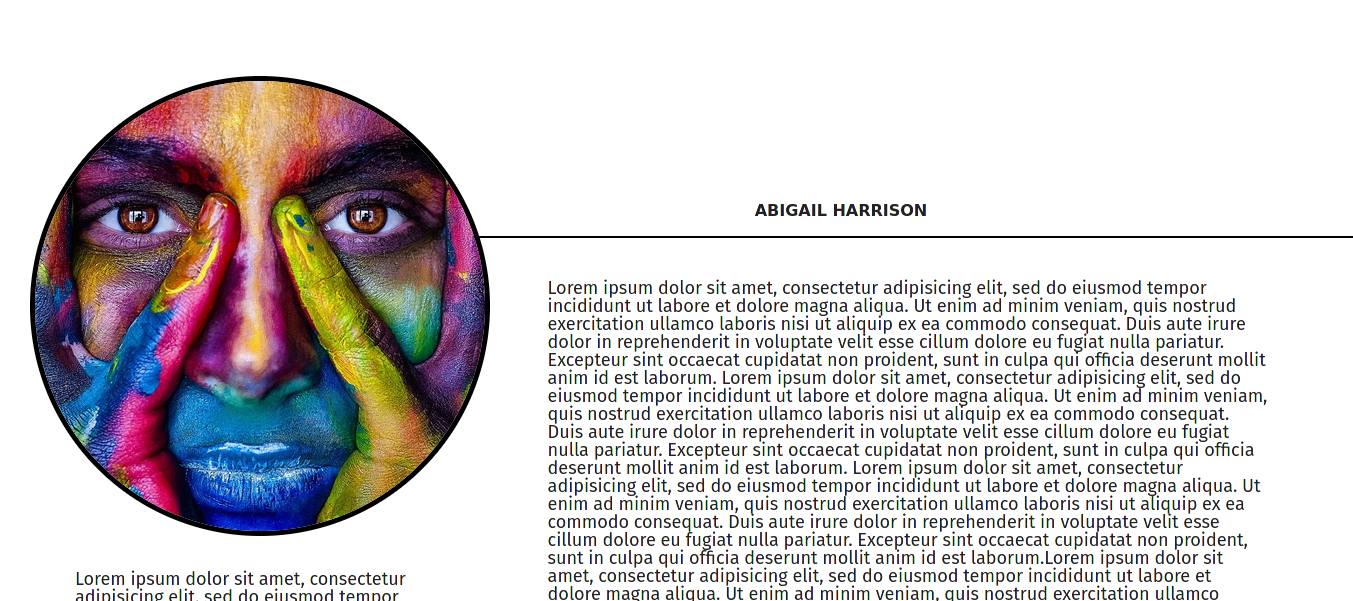 ABIGAIL HARRISON
Lorem ipsum dolor sit amet, consectetur adipisicing elit, sed do eiusmod tempor
incididunt ut labore et dolore magna aliqua. Ut enim ad minim veniam, quis nostrud
exercitation ullamco laboris nisi ut aliquip ex ea commodo consequat. Duis aute irure
dolor in reprehenderit in voluptate velit esse cillum dolore eu fugiat nulla pariatur.
Excepteur sint occaecat cupidatat non proident, sunt in culpa qui officia deserunt mollit
anim id est laborum. Lorem ipsum dolor sit amet, consectetur adipisicing elit, sed do
eiusmod tempor incididunt ut labore et dolore magna aliqua. Ut enim ad minim veniam,
quis nostrud exercitation ullamco laboris nisi ut aliquip ex ea commodo consequat.
Duis aute irure dolor in reprehenderit in voluptate velit esse cillum dolore eu fugiat
nulla pariatur. Excepteur sint occaecat cupidatat non proident, sunt in culpa qui officia
deserunt mollit anim id est laborum. Lorem ipsum dolor sit amet, consectetur
adipisicing elit, sed do eiusmod tempor incididunt ut labore et dolore magna aliqua. Ut
enim ad minim veniam, quis nostrud exercitation ullamco laboris nisi ut aliquip ex ea
commodo consequat. Duis aute irure dolor in reprehenderit in voluptate velit esse
cillum dolore eu fugiat nulla pariatur. Excepteur sint occaecat cupidatat non proident,
sunt in culpa qui officia deserunt mollit anim id est laborum.Lorem ipsum dolor sit
amet, consectetur adipisicing elit, sed do eiusmod tempor incididunt ut labore et
dolore magna aliqua. Ut enim ad minim veniam, quis nostrud exercitation ullamco
Lorem ipsum dolor sit amet, consectetur
adipisicing elit, sed do eiusmod tempor